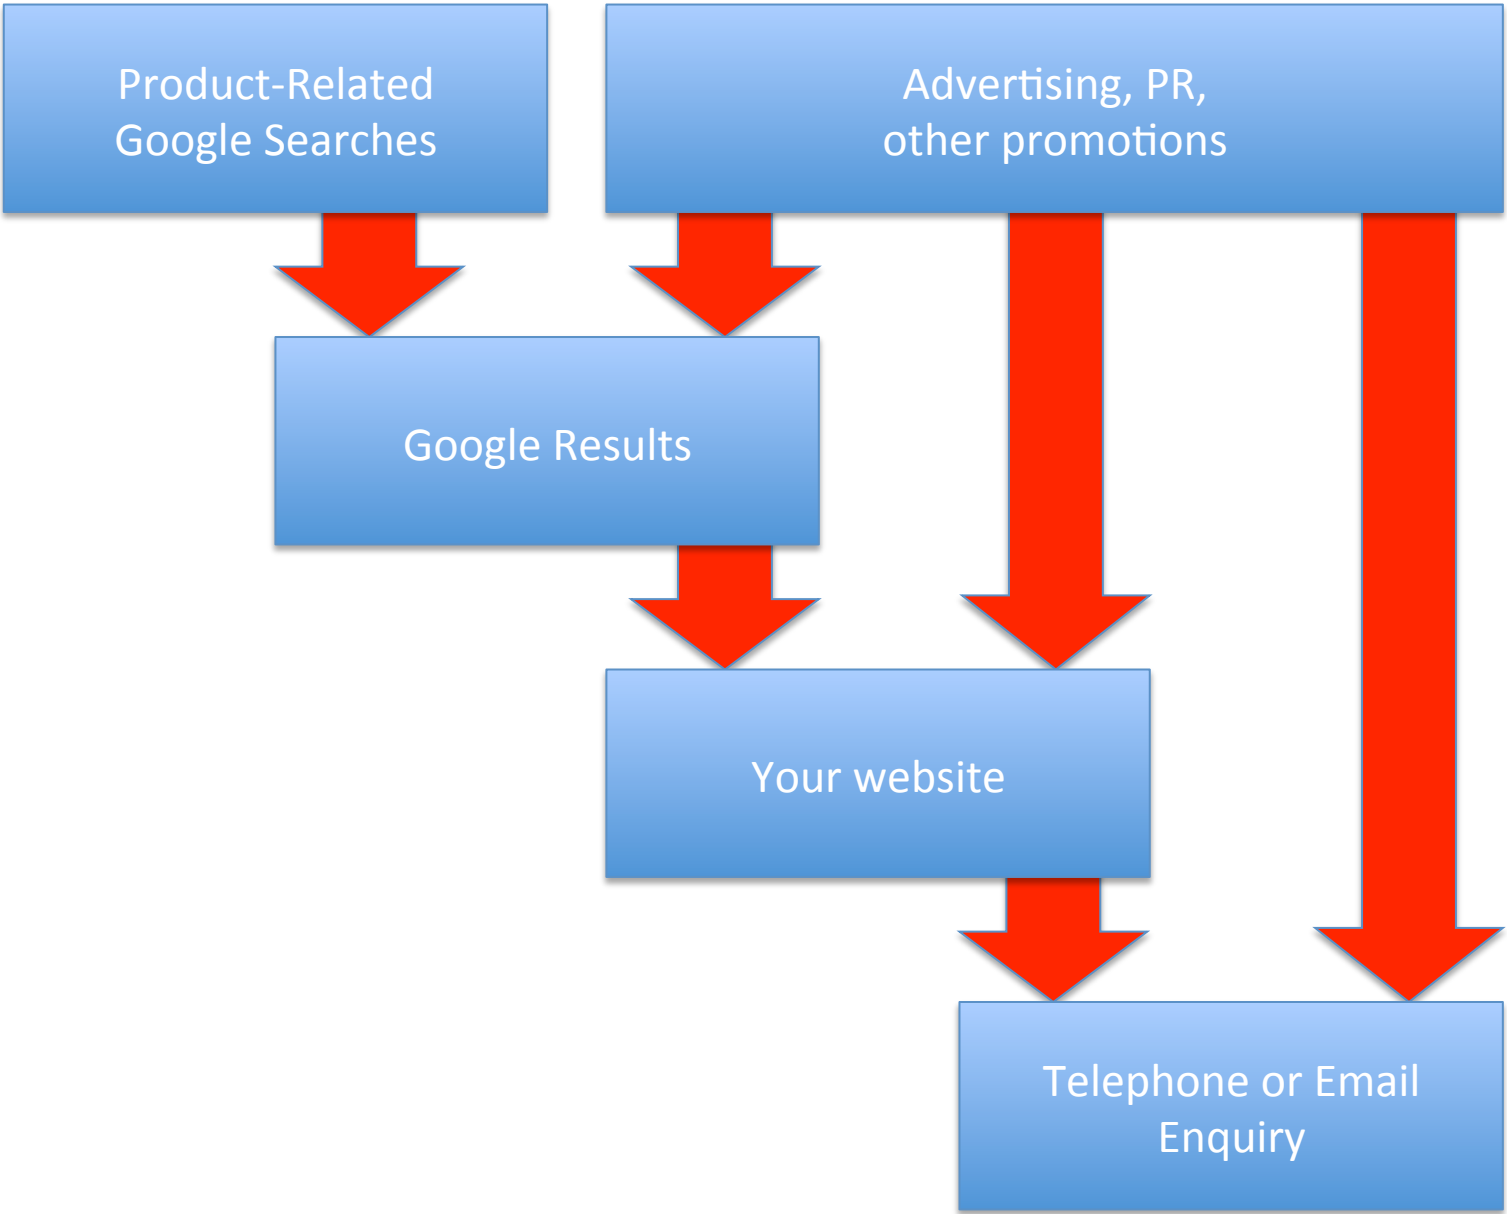 Product-Related
Google Searches
Advertising, PR,
other promotions
Google Results
Your website
Telephone or Email
Enquiry